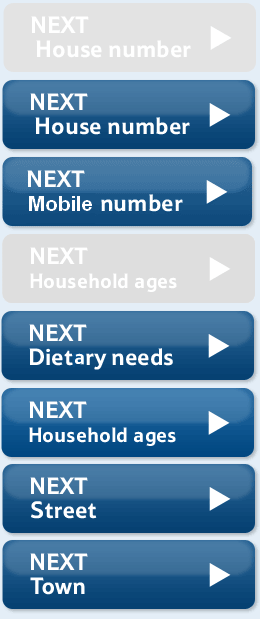 NEXT
House number
NEXT
House number
NEXT
Mobile number
NEXT
Household ages
NEXT
Dietary needs
NEXT
Household ages
NEXT
Street
NEXT
Town